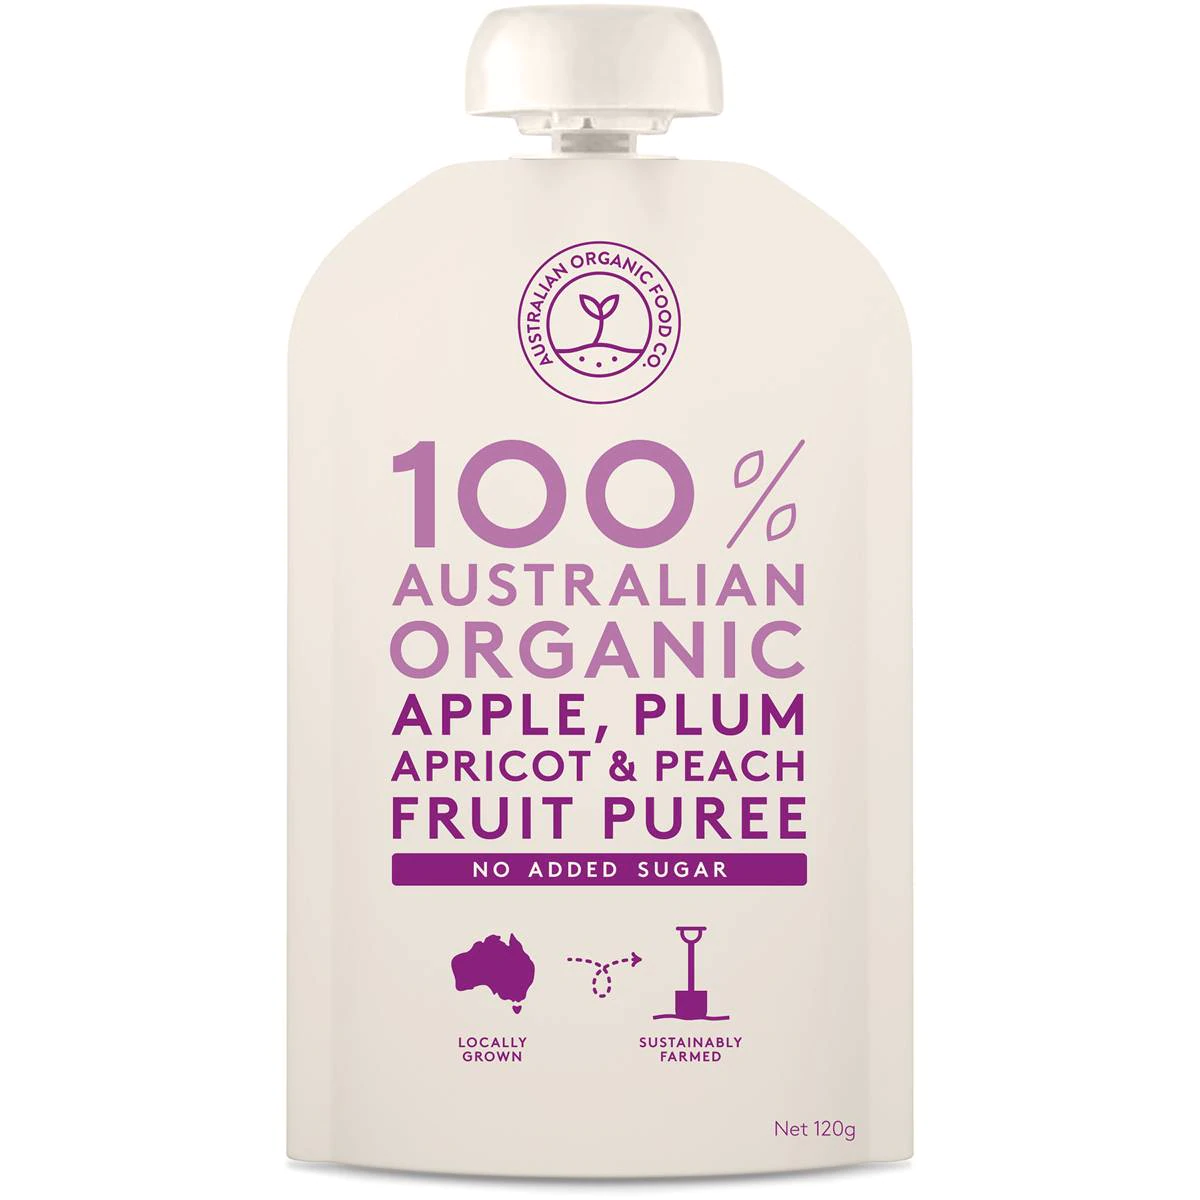 AUSTRALIAN ORGANIC FOOD CO.
100%
AUSTRALIAN
ORGANIC
APPLE, PLUM
APRICOT & PEACH
FRUIT PUREE
NO ADDED SUGAR
LOCALLY
GROWN
SUSTAINABLY
FARMED
Net 120g